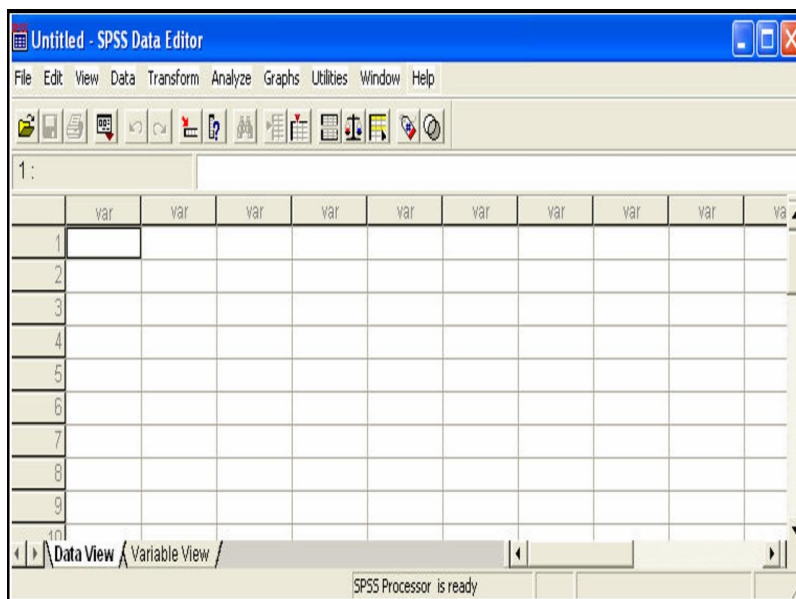 Untitled - SPSS Data Editor
File Edit View Data Transform Analyze Graphs Utilities Window Help
1 :
var var var var var var var var var va
1
2
3
4
5
6
7
8
9
10
Data View Variable View
SPSS Processor is ready